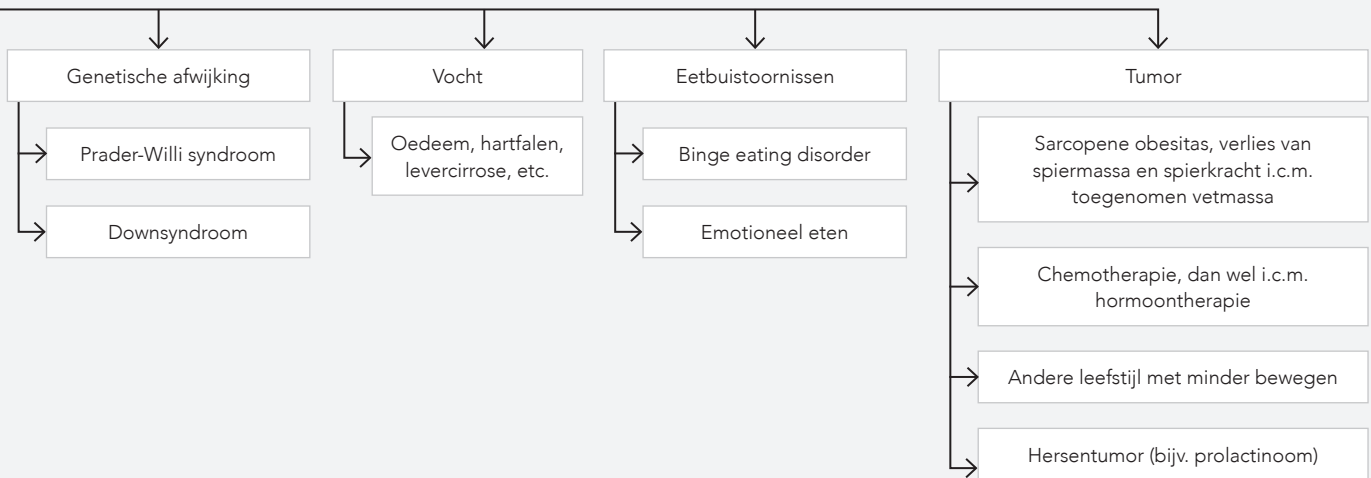 Genetische afwijking
Prader-Willi syndroom
Downsyndroom
Vocht
Oedeem, hartfalen,
levercirrose, etc.
Eetbuistoornissen
Binge eating disorder
Emotioneel eten
Tumor
Sarcopene obesitas, verlies van
spiermassa en spierkracht i.c.m.
toegenomen vetmassa
Chemotherapie, dan wel i.c.m.
hormoontherapie
Andere leefstijl met minder bewegen
Hersentumor (bijv. prolactinoom)